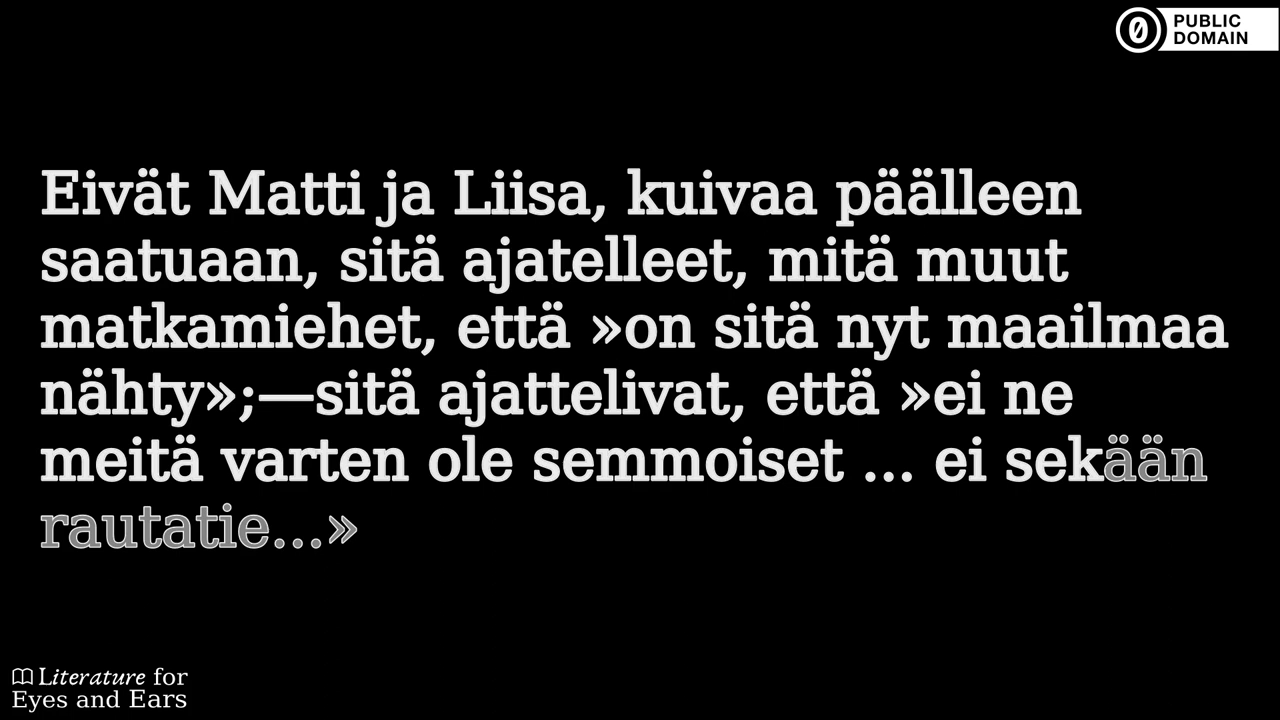 PUBLIC
DOMAIN
Eivät Matti ja Liisa, kuivaa päälleen
saatuaan, sitä ajatelleet, mitä muut
matkamiehet, että »on sitä nyt maailmaa
nähty»;—sitä ajattelivat, että »ei ne
meitä varten ole semmoiset ... ei sekään
rautatie...»
Literature for
Eyes and Ears